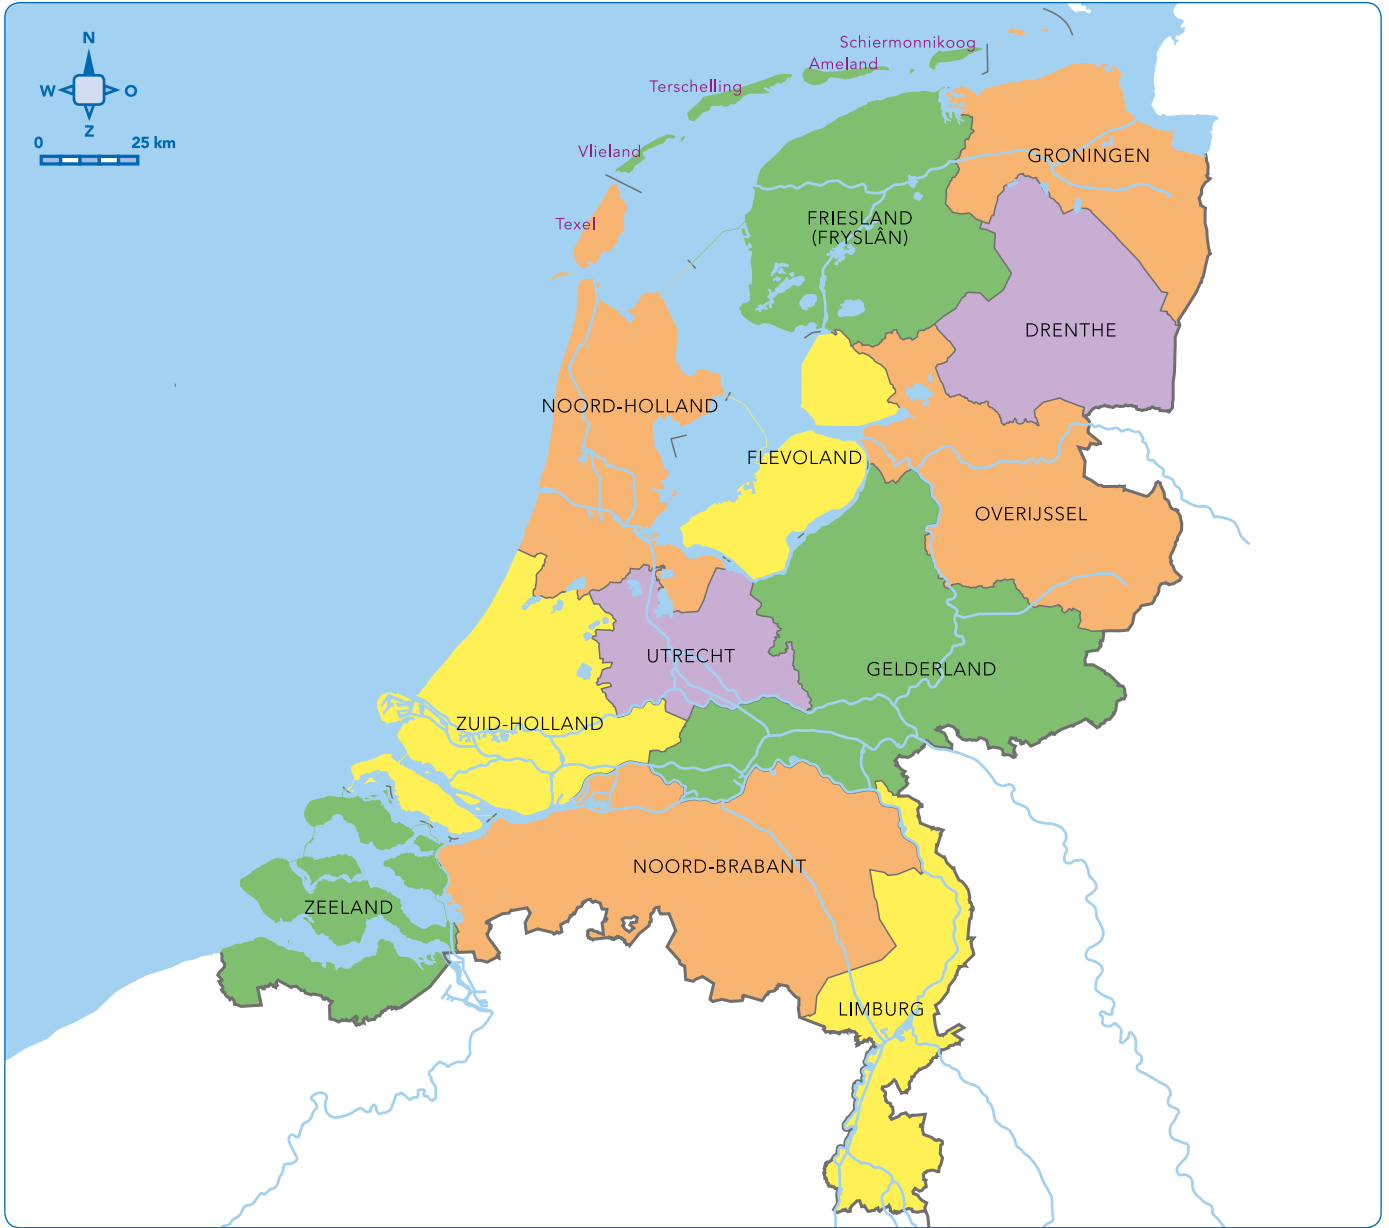 N
W
O
Z
0
25 km
Schiermonnikoog
Ameland
Terschelling
Vlieland
Texel
GRONINGEN
FRIESLAND
(FRYSLÂN)
DRENTHE
NOORD-HOLLAND
FLEVOLAND
OVERIJSSEL
UTRECHT
GELDERLAND
ZUID-HOLLAND
NOORD-BRABANT
ZEELAND
LIMBURG